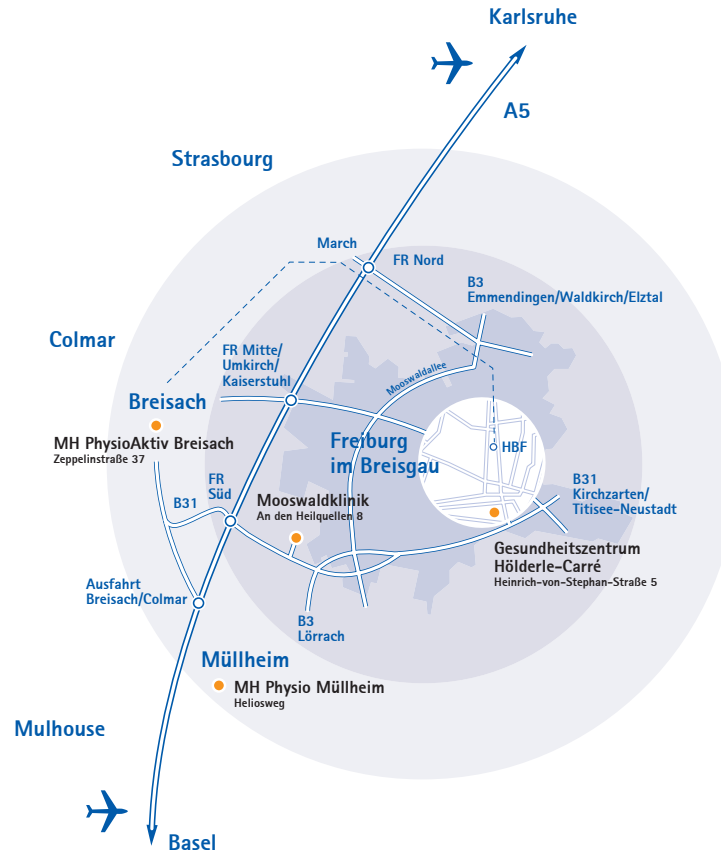 Karlsruhe
A5
Strasbourg
March
FR Nord
B3
Emmendingen/Waldkirch/Elztal
Colmar
FR Mitte/
Umkirch/
Kaiserstuhl
Mooswaldallee
Breisach
MH PhysioAktiv Breisach
Zeppelinstraße 37
Freiburg
im Breisgau
HBF
FR
Süd
B31
Mooswaldklinik
An den Heilquellen 8
B31
Kirchzarten/
Titisee-Neustadt
Gesundheitszentrum
Hölderle-Carré
Heinrich-von-Stephan-Straße 5
Ausfahrt
Breisach/Colmar
B3
Lörrach
Müllheim
MH Physio Müllheim
Heliosweg
Mulhouse
Basel